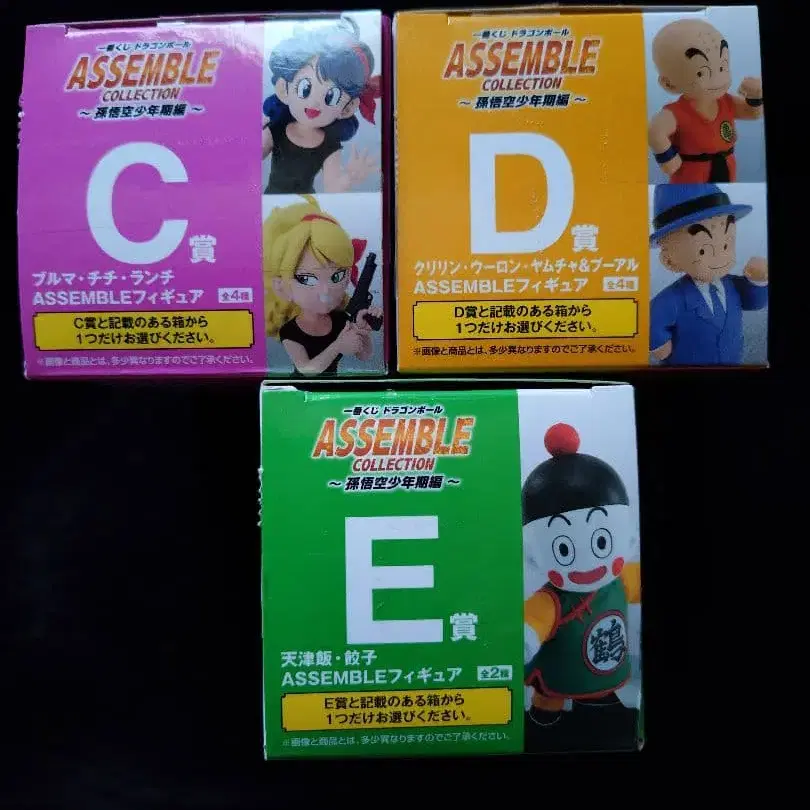 一番くじ ドラゴンボール
ASSEMBLE
COLLECTION
～ 孫悟空少年期編 ～
C賞
ブルマ・チチ・ランチ
ASSEMBLEフィギュア 全4種
C賞と記載のある箱から
1つだけお選びください。
※画像と商品とは、多少異なりますのでご了承ください。
一番くじ ドラゴンボール
ASSEMBLE
COLLECTION
～ 孫悟空少年期編 ～
D賞
クリリン・ウーロン・ヤムチャ&プーアル
ASSEMBLEフィギュア 全4種
D賞と記載のある箱から
1つだけお選びください。
※画像と商品とは、多少異なりますのでご了承ください。
一番くじ ドラゴンボール
ASSEMBLE
COLLECTION
～ 孫悟空少年期編 ～
E賞
天津飯・餃子
ASSEMBLEフィギュア 全2種
E賞と記載のある箱から
1つだけお選びください。
※画像と商品とは、多少異なりますのでご了承ください。
鶴